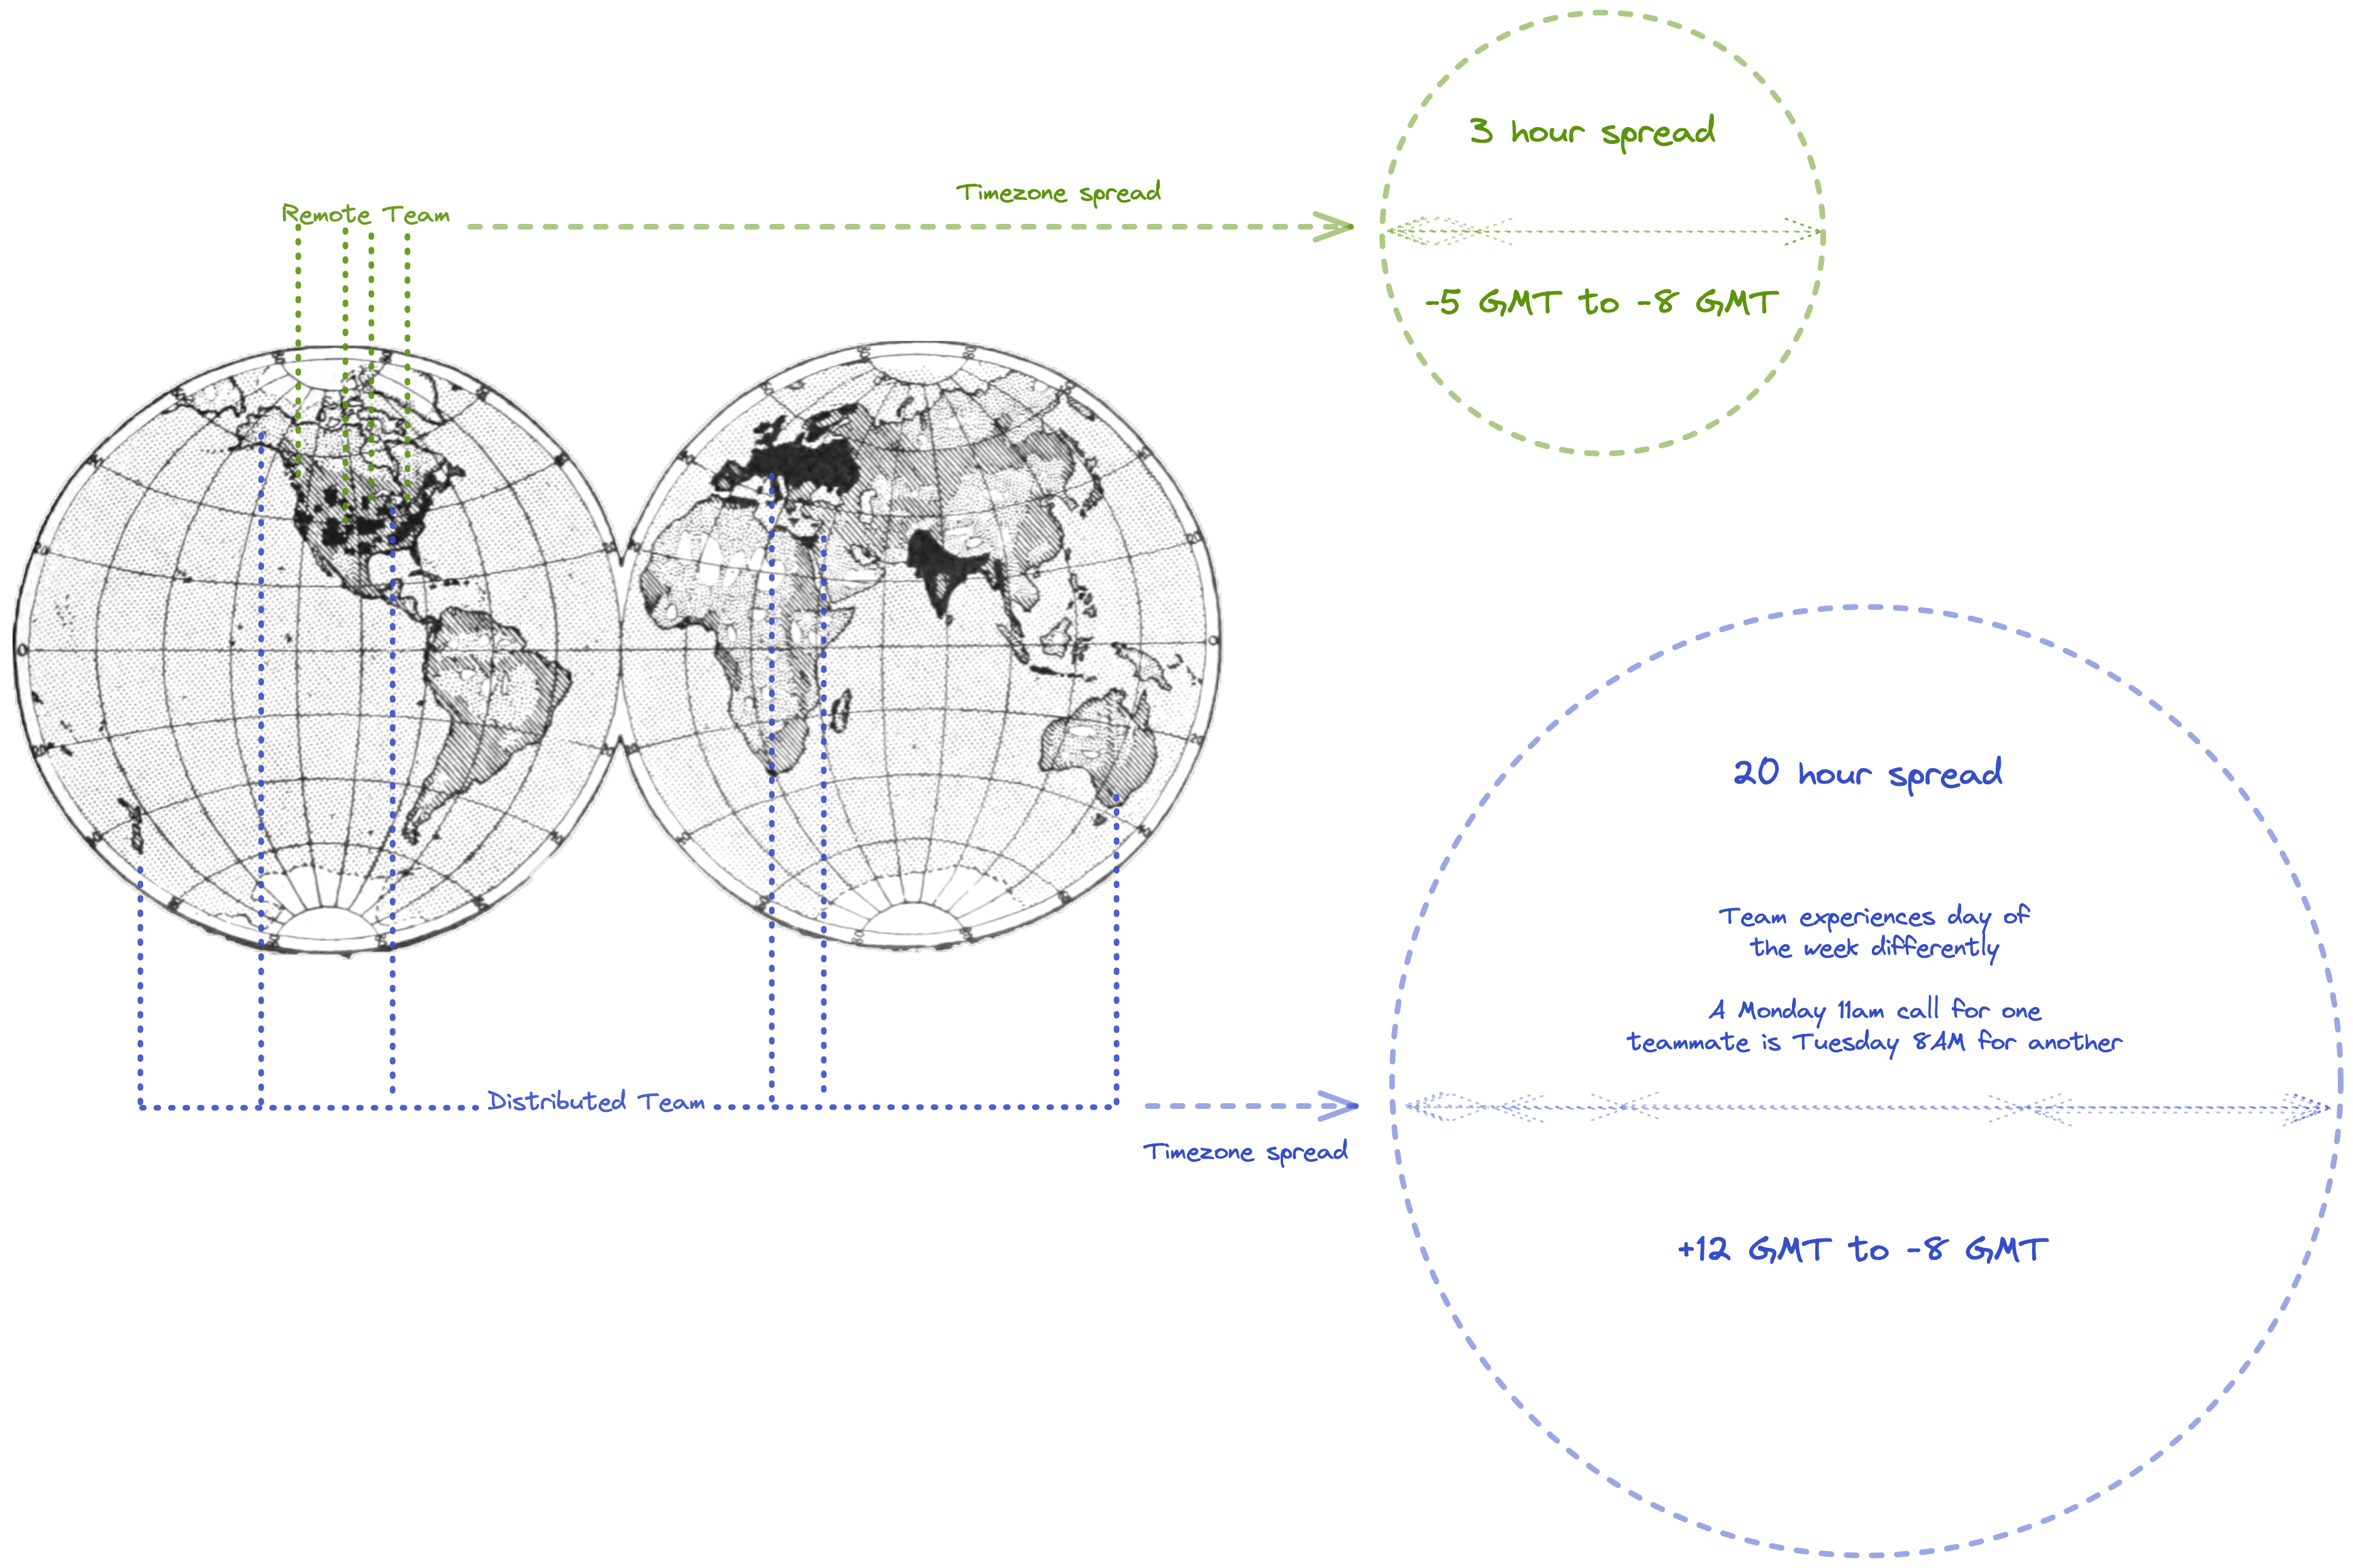 3 hour spread
Timezone spread
Remote Team
-5 GMT to -8 GMT
0
0
20 hour spread
Team experiences day of
the week differently
A Monday 11am call for one
teammate is Tuesday 8AM for another
Distributed Team
Timezone spread
+12 GMT to -8 GMT